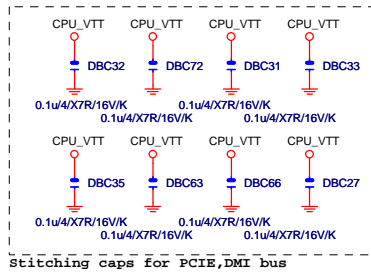 CPU_VTT CPU_VTT CPU_VTT CPU_VTT
DBC32 DBC72 DBC31 DBC33
0.1u/4/X7R/16V/K 0.1u/4/X7R/16V/K
0.1u/4/X7R/16V/K 0.1u/4/X7R/16V/K
CPU_VTT CPU_VTT CPU_VTT CPU_VTT
DBC35 DBC63 DBC66 DBC27
0.1u/4/X7R/16V/K 0.1u/4/X7R/16V/K
0.1u/4/X7R/16V/K 0.1u/4/X7R/16V/K
Stitching caps for PCIE,DMI bus